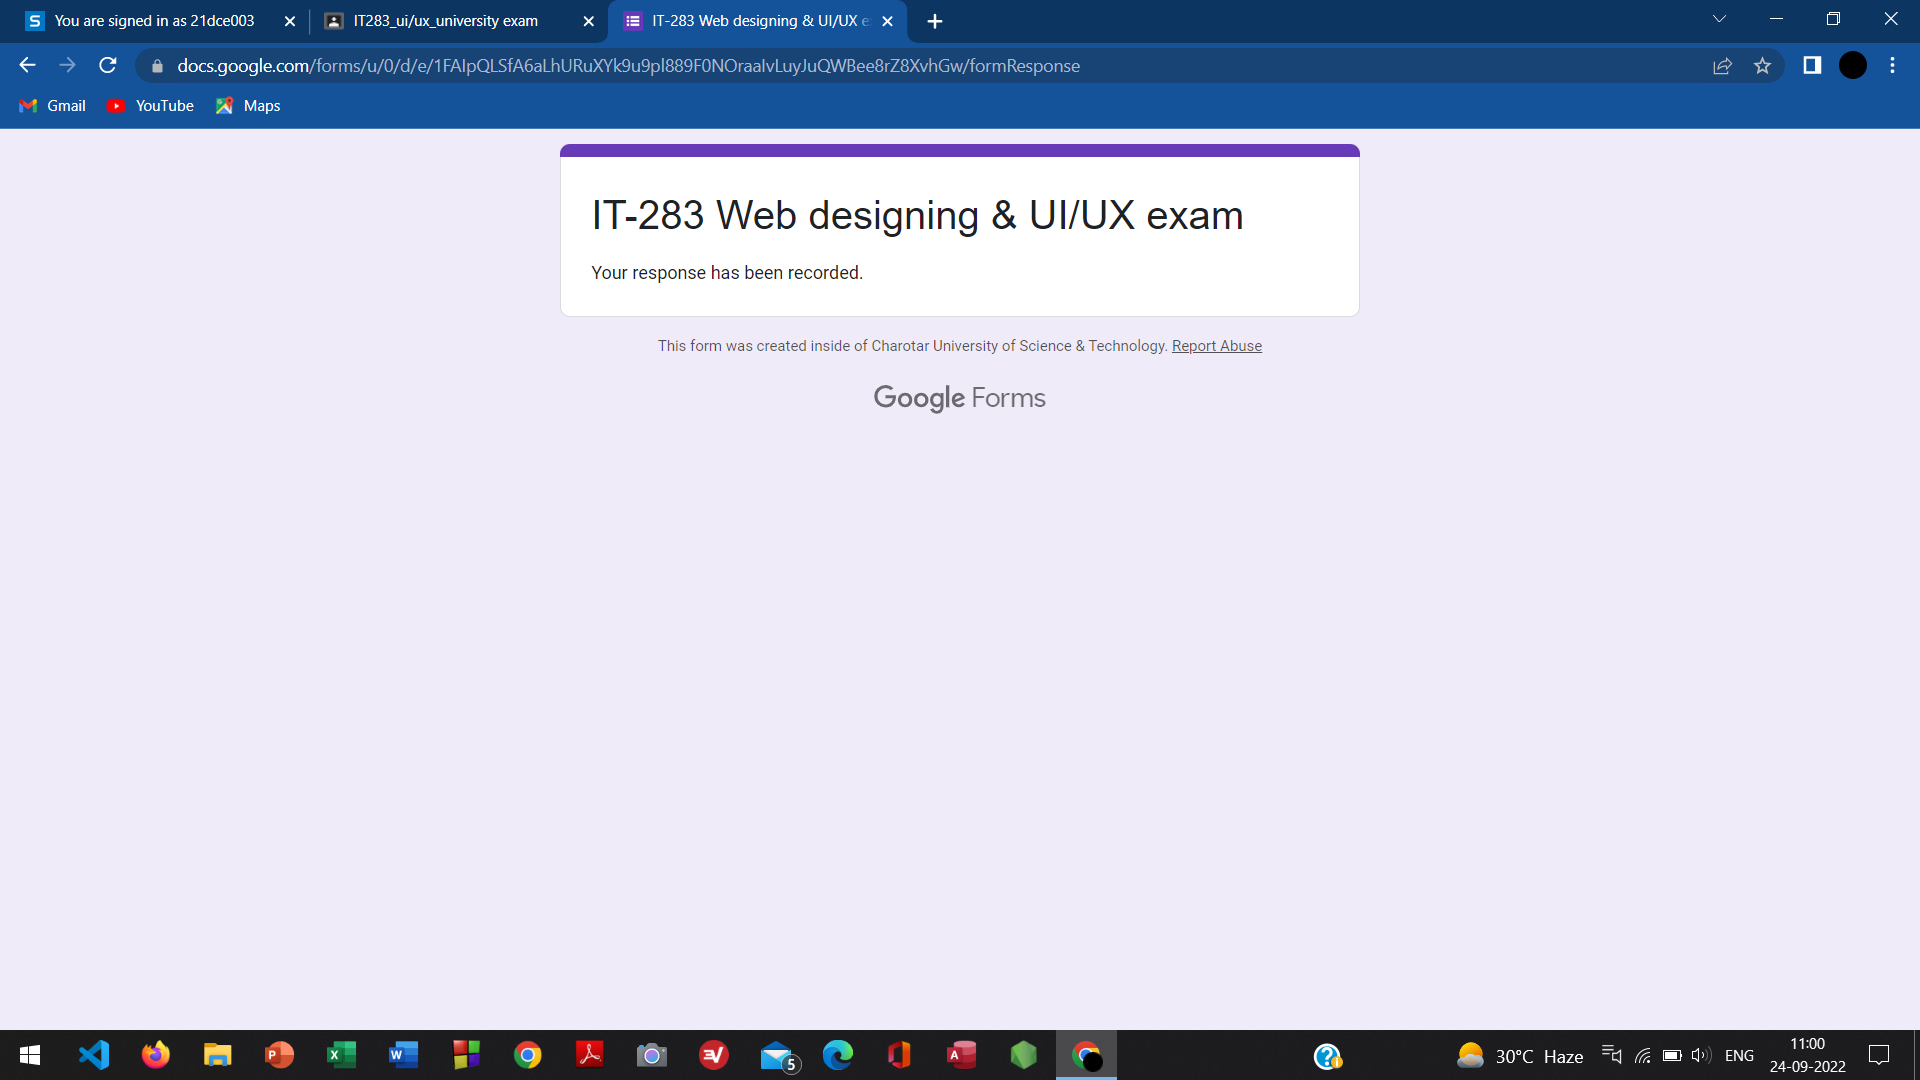 You are signed in as 21dce003
IT283_ui/ux_university exam
IT-283 Web designing & UI/UX e
docs.google.com/forms/u/0/d/e/1FAIpQLSfA6aLhURuXYk9u9pl889F0NOraalvLuyJuQWBee8rZ8XvhGw/formResponse
Gmail
YouTube
Maps
IT-283 Web designing & UI/UX exam
Your response has been recorded.
This form was created inside of Charotar University of Science & Technology. Report Abuse
Google Forms
5
30°C Haze
ENG
11:00
24-09-2022